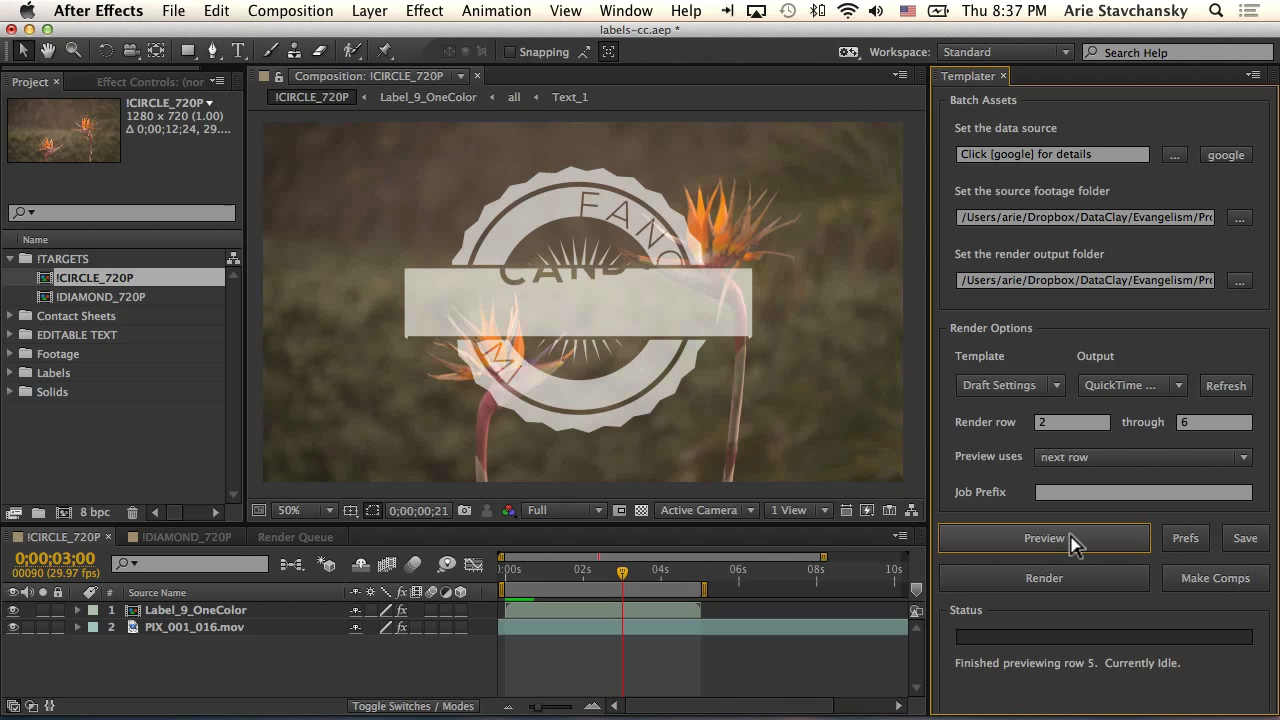 After Effects File Edit Composition Layer Effect Animation View Window Help Thu 8:37 PM Arie Stavchansky
labels-cc.aep *
Snapping Workspace: Standard Search Help
Project Effect Controls: (nor
!CIRCLE_720P
1280 x 720 (1.00)
Δ 0;00;12;24, 29....
Name
!TARGETS
!CIRCLE_720P
!DIAMOND_720P
Contact Sheets
EDITABLE TEXT
Footage
Labels
Solids
8 bpc
Composition: !CIRCLE_720P
!CIRCLE_720P Label_9_OneColor all Text_1
FANC
CAND
MI
50% 0;00;00;21 Full Active Camera 1 View
Templater
Batch Assets
Set the data source
Click [google] for details ... google
Set the source footage folder
/Users/arie/Dropbox/DataClay/Evangelism/Pro ...
Set the render output folder
/Users/arie/Dropbox/DataClay/Evangelism/Pro ...
Render Options
Template Output
Draft Settings QuickTime ... Refresh
Render row 2 through 6
Preview uses next row
Job Prefix
Preview Prefs Save
Render Make Comps
Status
Finished previewing row 5. Currently Idle.
!CIRCLE_720P !DIAMOND_720P Render Queue
0;00;03;00
00090 (29.97 fps)
0:00s 02s 04s 06s 08s 10s
# Source Name
1 Label_9_OneColor
2 PIX_001_016.mov
Toggle Switches / Modes